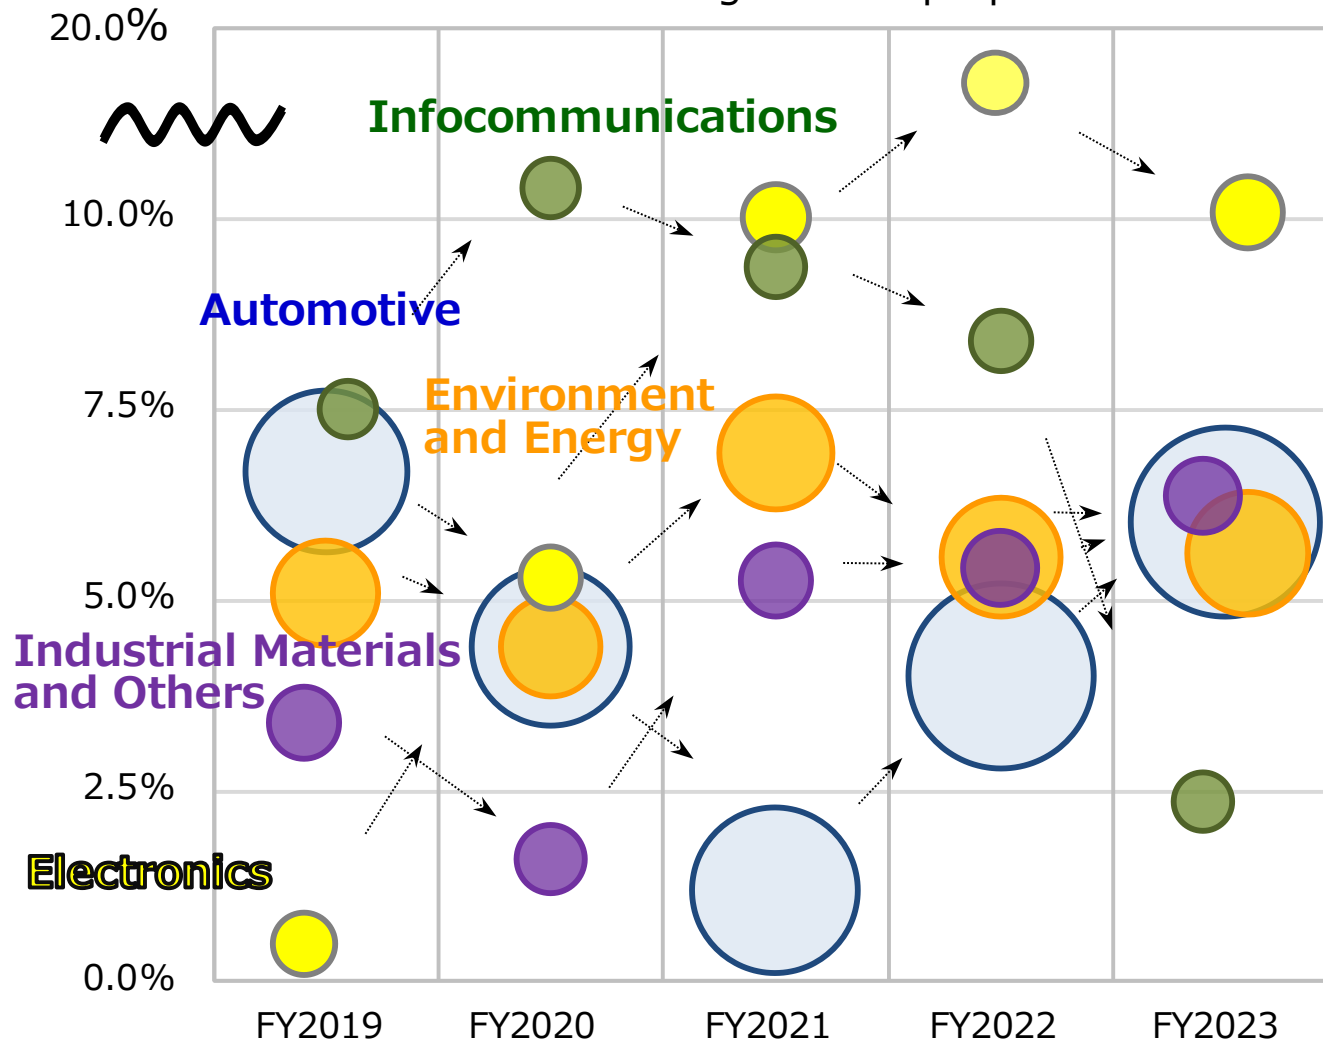 20.0%
Infocommunications
10.0%
Automotive
Environment
and Energy
7.5%
5.0%
Industrial Materials
and Others
2.5%
Electronics
0.0%
FY2019 FY2020 FY2021 FY2022 FY2023